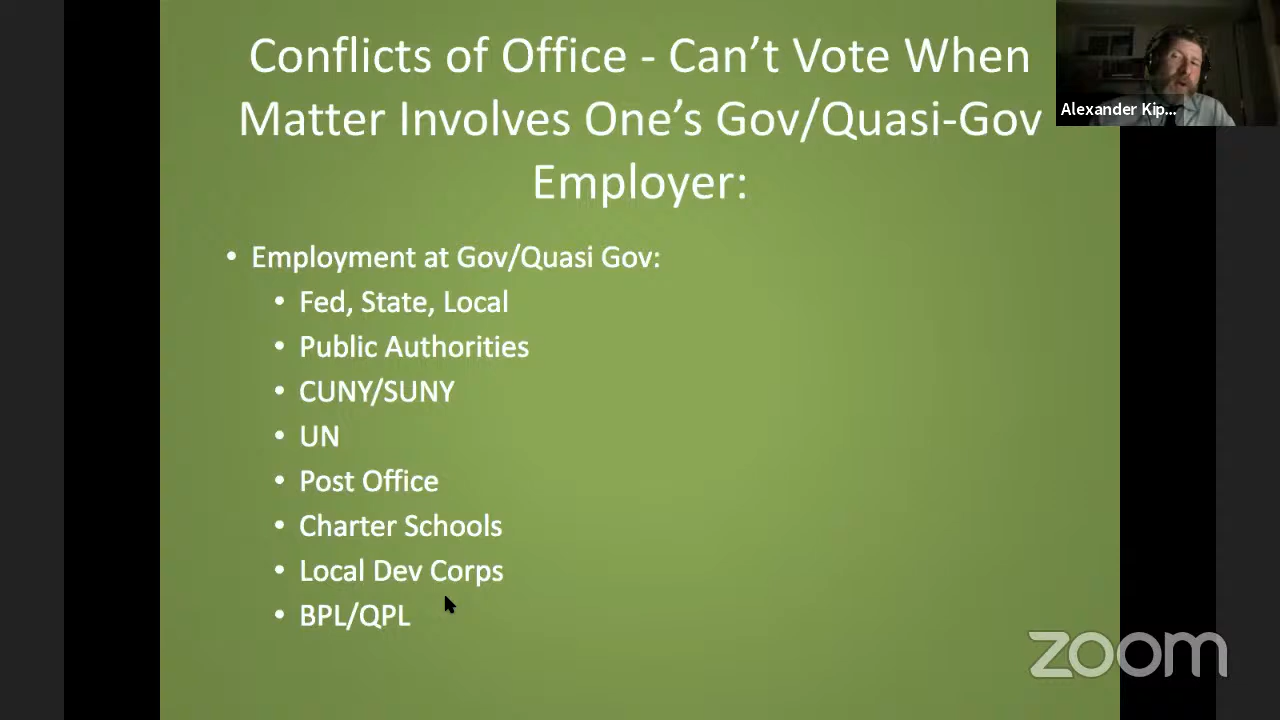 Conflicts of Office - Can't Vote When
Matter Involves One's Gov/Quasi-Gov
Employer:
Alexander Kip...
• Employment at Gov/Quasi Gov:
• Fed, State, Local
• Public Authorities
• CUNY/SUNY
• UN
• Post Office
• Charter Schools
• Local Dev Corps
• BPL/QPL
zoom